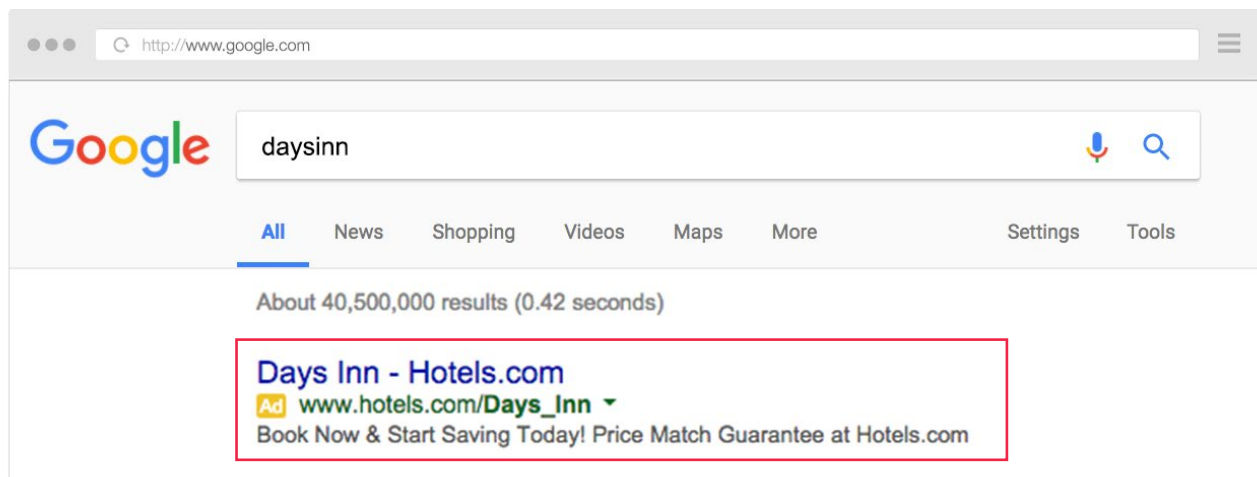 http://www.google.com
Google daysinn
All News Shopping Videos Maps More Settings Tools
About 40,500,000 results (0.42 seconds)
Days Inn - Hotels.com
Ad www.hotels.com/Days_Inn
Book Now & Start Saving Today! Price Match Guarantee at Hotels.com